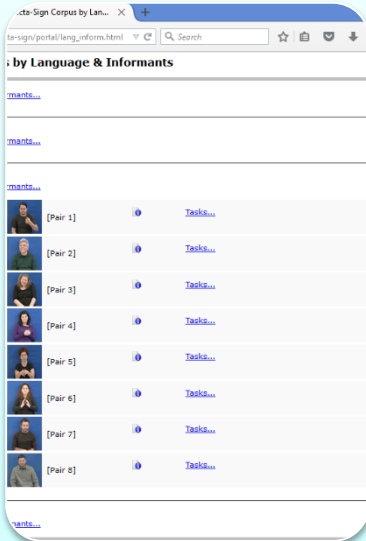 cta-Sign Corpus by Lan...
ta-sign/portal/lang_inform.html Search
s by Language & Informants
rmants...
rmants...
rmants...
[Pair 1] Tasks...
[Pair 2] Tasks...
[Pair 3] Tasks...
[Pair 4] Tasks...
[Pair 5] Tasks...
[Pair 6] Tasks...
[Pair 7] Tasks...
[Pair 8] Tasks...
mants...